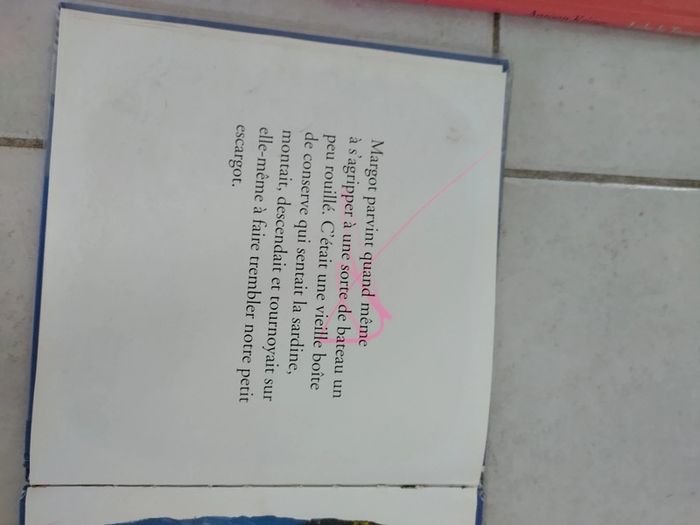 Margot parvint quand même
à s'agripper à une sorte de bateau un
peu rouillé. C'était une vieille boîte
de conserve qui sentait la sardine,
montait, descendait et tournoyait sur
elle-même à faire trembler notre petit
escargot.